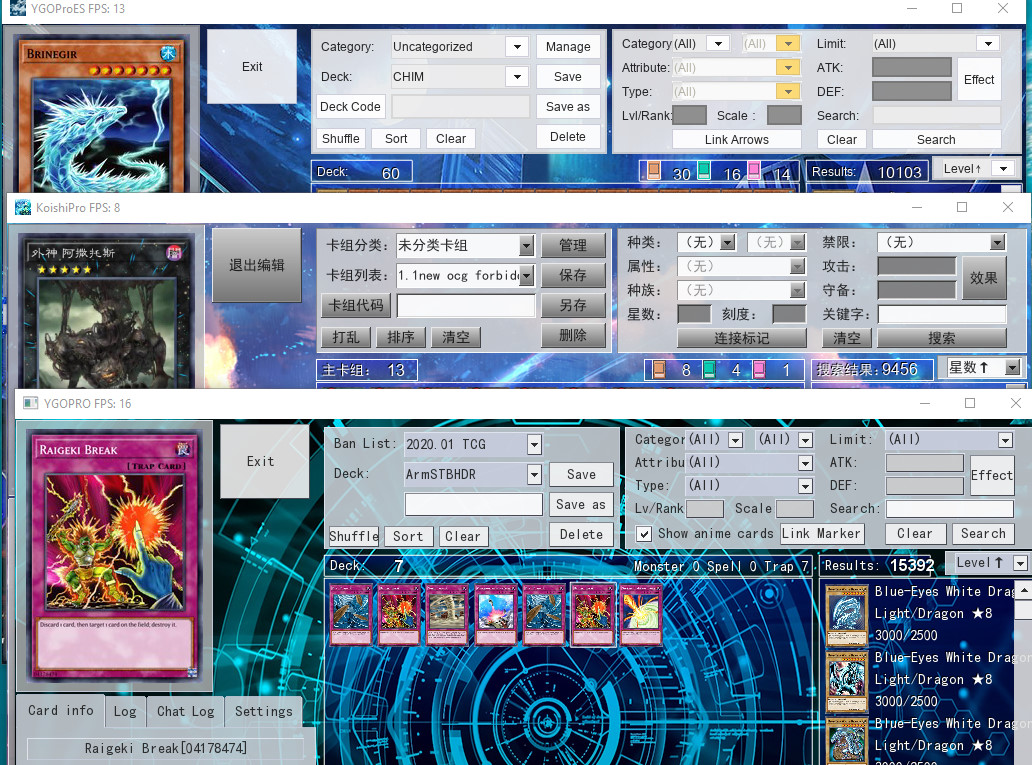 YGOProES FPS: 13
BRINEGIR
Exit
Category: Uncategorized Manage
Deck: CHIM Save
Deck Code Save as
Shuffle Sort Clear Delete
Category (All) (All) Limit: (All)
Attribute: (All) ATK:
Type: (All) DEF: Effect
Lvl/Rank: Scale : Search:
Link Arrows Clear Search
Deck: 60 30 16 14 Results: 10103 Level↑
KoishiPro FPS: 8
外神 阿撒托斯
退出编辑
卡组分类: 未分类卡组 管理
卡组列表: 1.1new ocg forbid 保存
卡组代码 另存
打乱 排序 清空 删除
种类: (无) (无) 禁限: (无)
属性: (无) 攻击:
种族: (无) 守备: 效果
星数: 刻度: 关键字:
连接标记 清空 搜索
主卡组: 13 8 4 1 搜索结果:9456 星数↑
YGOPRO FPS: 16
RAIGEKI BREAK
[TRAP CARD]
Discard 1 card, then target 1 card on the field; destroy it.
Exit
Ban List: 2020.01 TCG
Deck: ArmSTBHDR Save
Save as
Shuffle Sort Clear Delete
Categor (All) (All) Limit: (All)
Attribu (All) ATK:
Type: (All) DEF: Effect
Lv/Rank Scale Search:
Show anime cards Link Marker Clear Search
Deck: 7 Monster 0 Spell 0 Trap 7 Results: 15392 Level↑
Blue-Eyes White Drag
Light/Dragon ★8
3000/2500
Blue-Eyes White Dragon
Light/Dragon ★8
3000/2500
Blue-Eyes White Drag
Light/Dragon ★8
3000/2500
Card info Log Chat Log Settings
Raigeki Break[04178474]